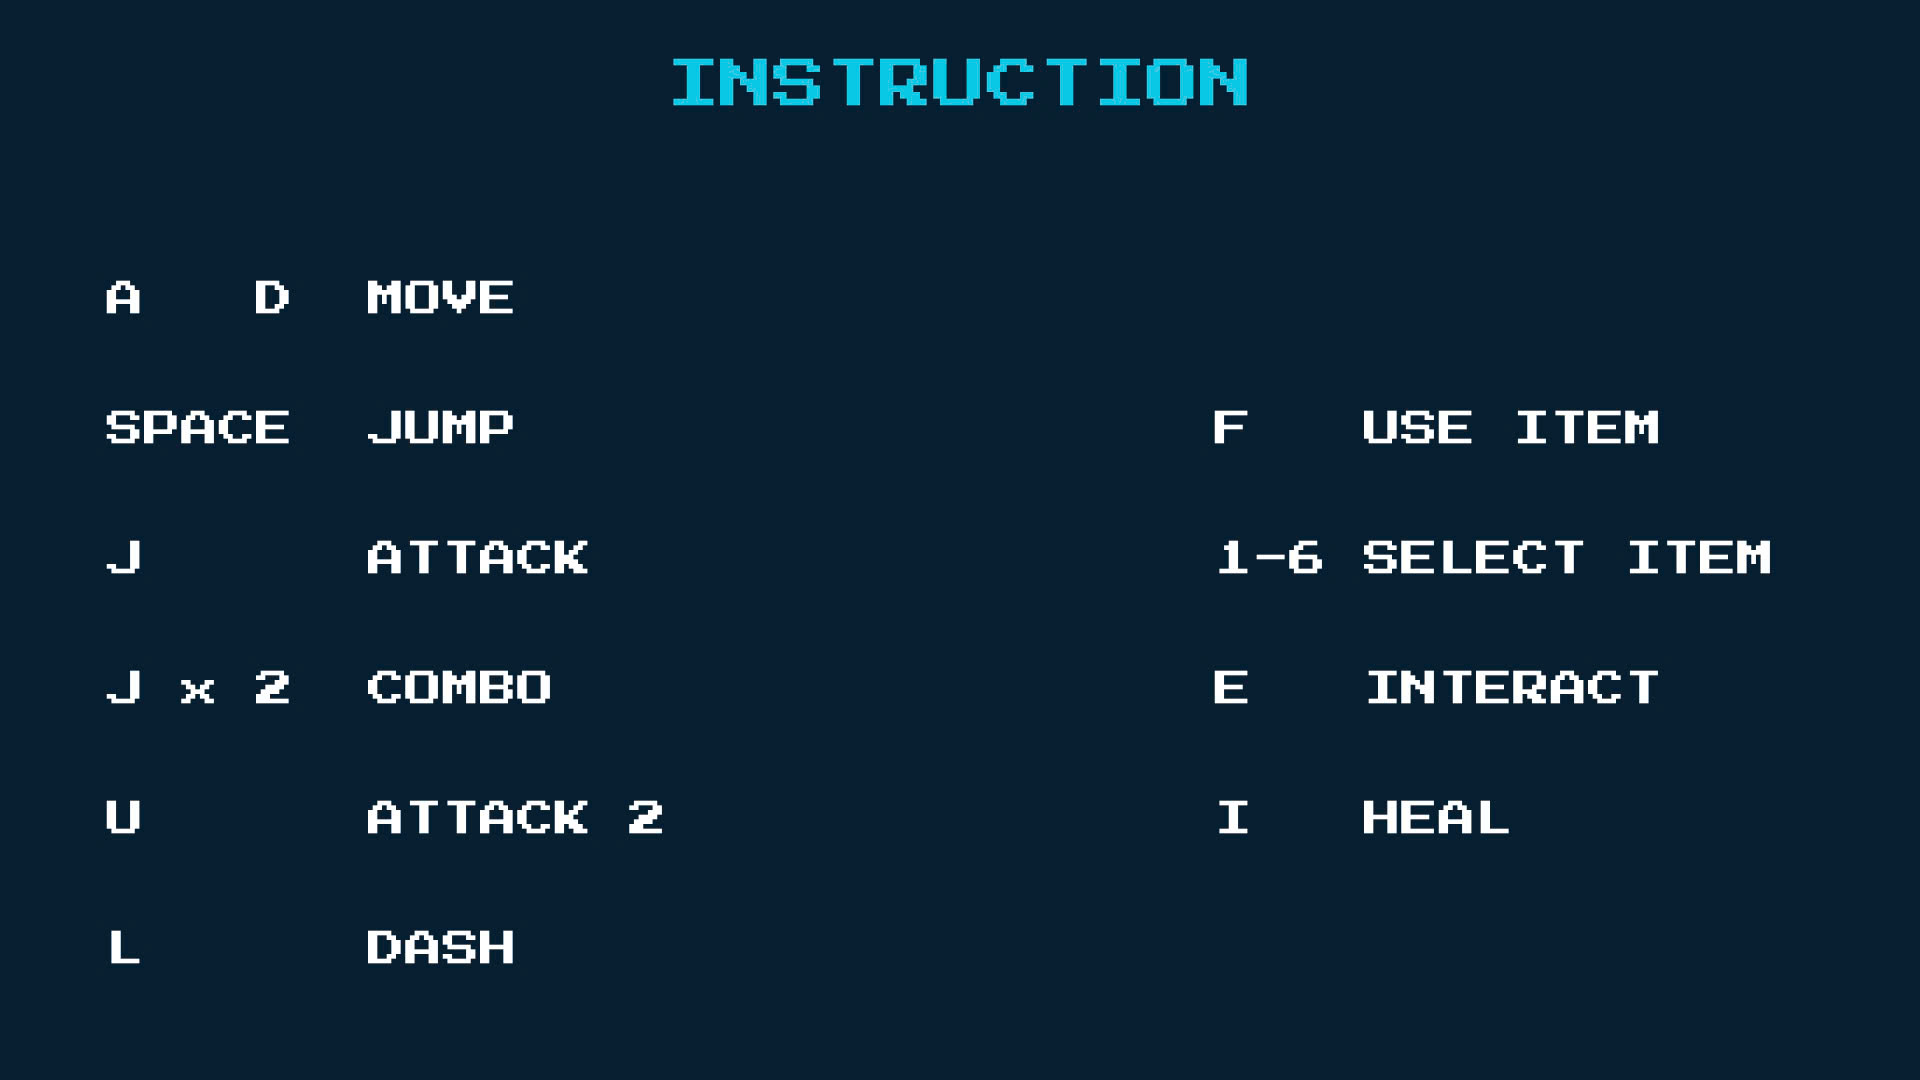 INSTRUCTION
A D MOVE
SPACE JUMP
J ATTACK
J x 2 COMBO
U ATTACK 2
L DASH
F USE ITEM
1-6 SELECT ITEM
E INTERACT
I HEAL